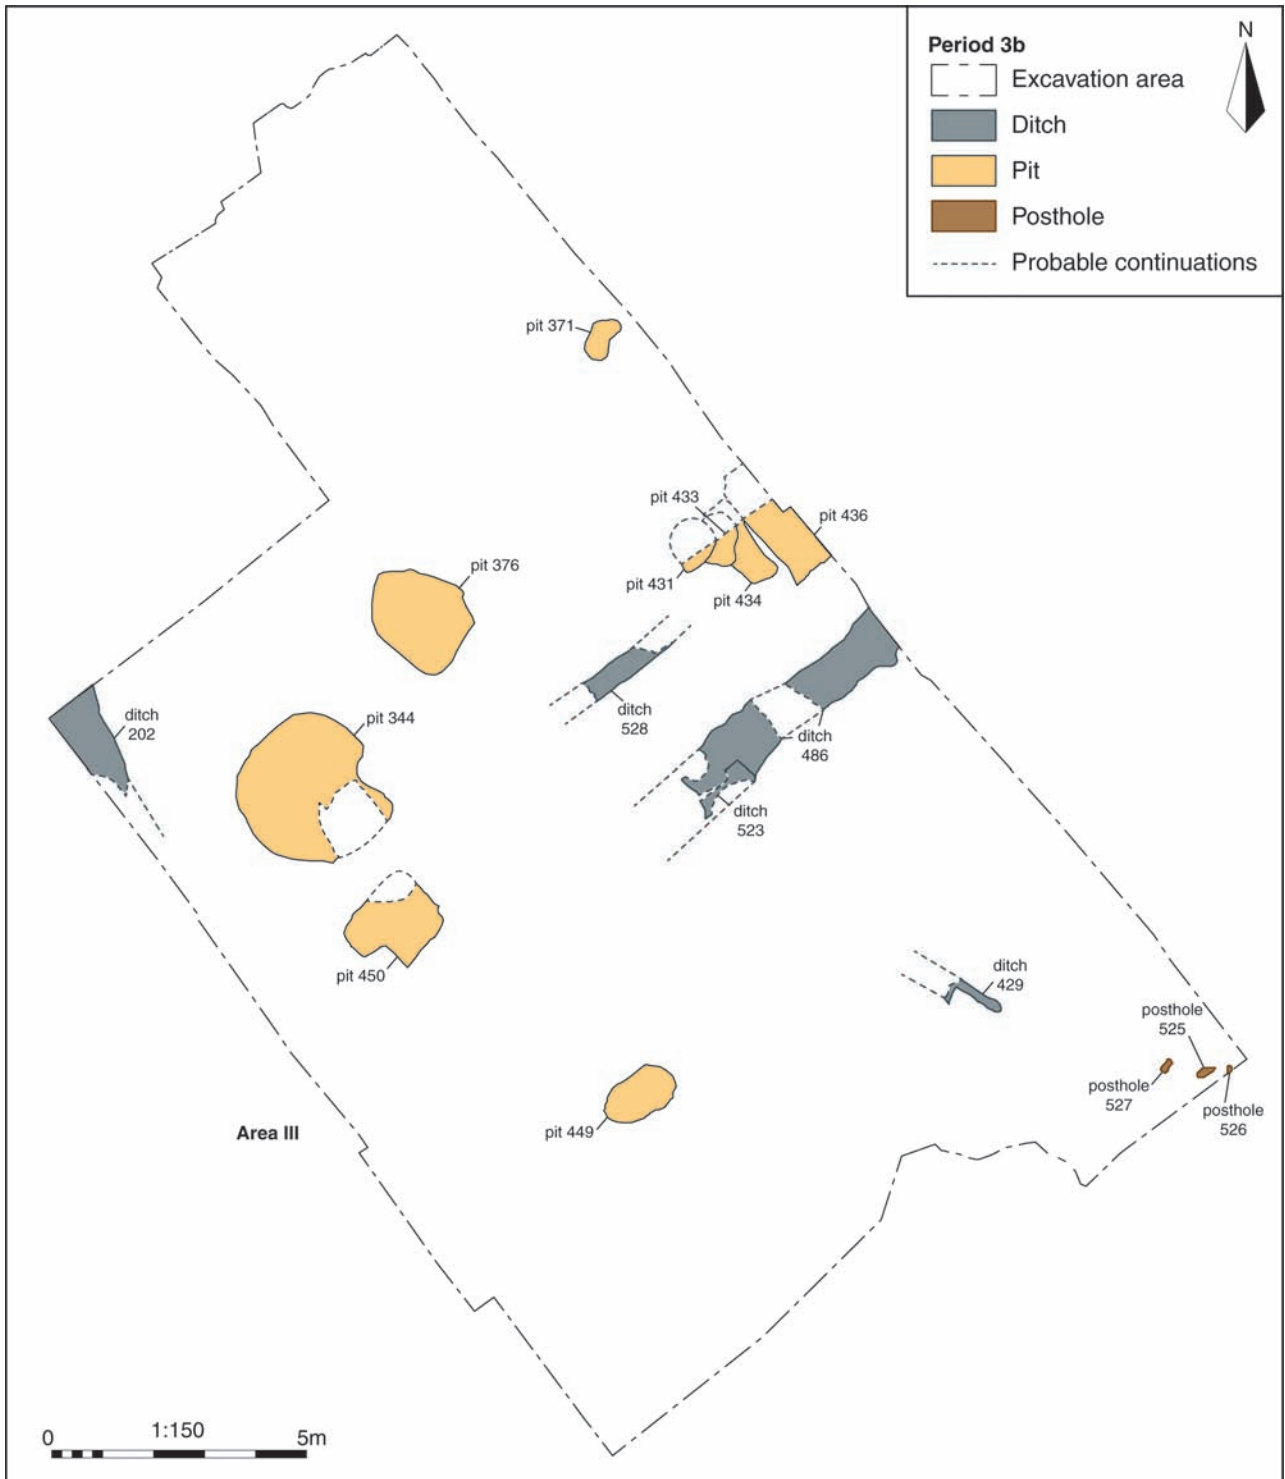 Period 3b
N
Excavation area
Ditch
Pit
Posthole
Probable continuations
pit 371
pit 433
pit 436
pit 431
pit 434
pit 376
ditch
202
pit 344
ditch
528
ditch
486
ditch
523
pit 450
ditch
429
posthole
525
posthole
527
posthole
526
pit 449
Area III
0
1:150
5m